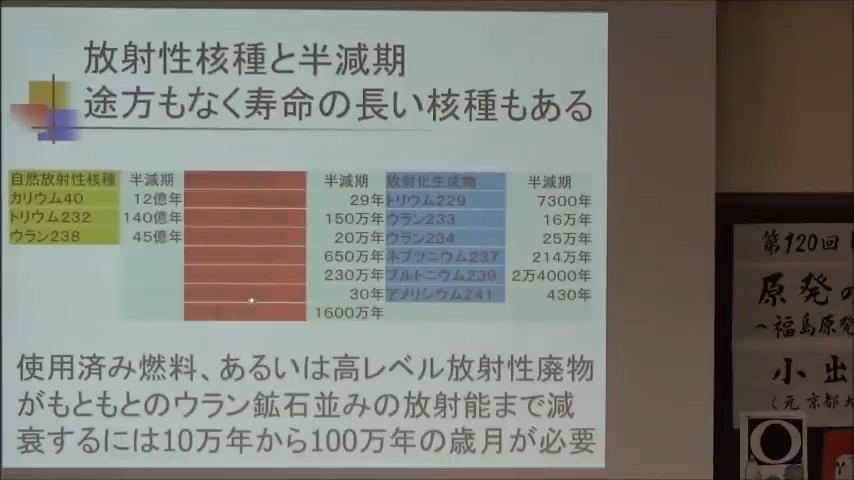 放射性核種と半減期
途方もなく寿命の長い核種もある
自然放射性核種 半減期 半減期 放射化生成物 半減期
カリウム40 12億年 29年 トリウム229 7300年
トリウム232 140億年 150万年 ウラン233 16万年
ウラン238 45億年 20万年 ウラン234 25万年
650万年 ネプツニウム237 214万年
230万年 プルトニウム239 2万4000年
30年 アメリシウム241 430年
1600万年
使用済み燃料、あるいは高レベル放射性廃物
がもともとのウラン鉱石並みの放射能まで減
衰するには10万年から100万年の歳月が必要
第120回
原発の
~福島原発
小出
(元京都大